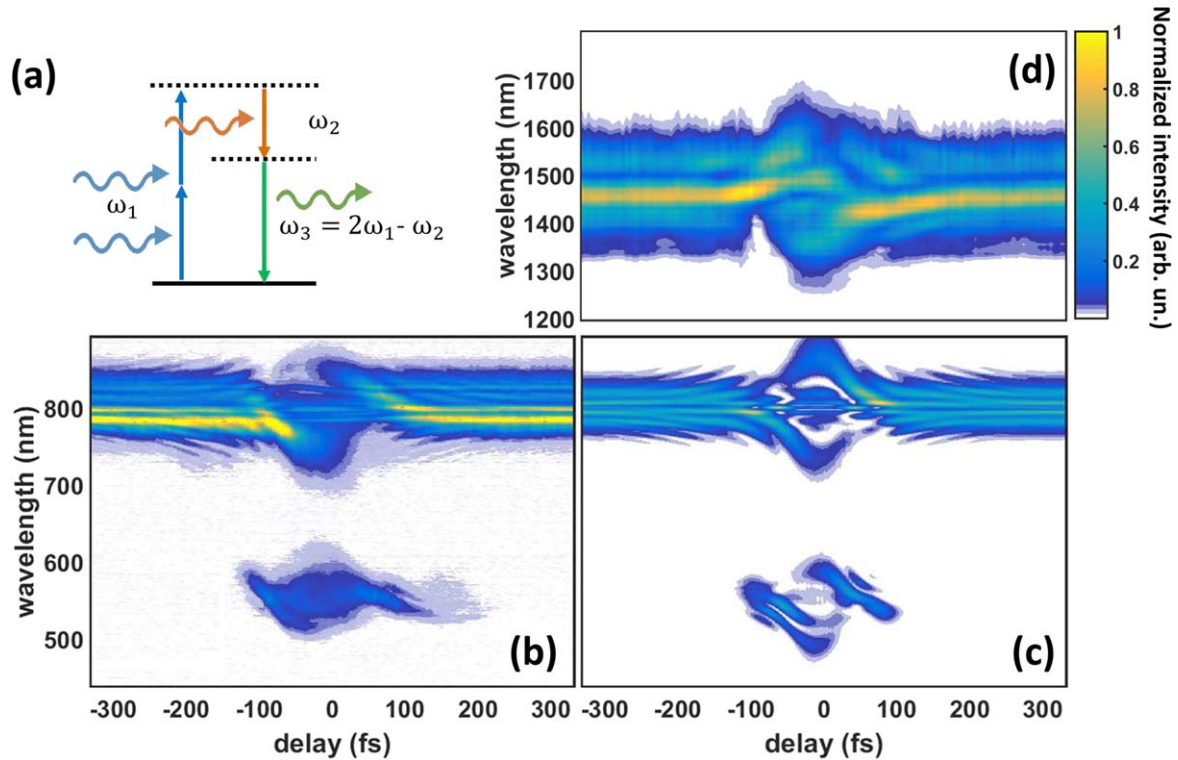 (a)
ω₂
ω₁
ω₃ = 2ω₁- ω₂
(d)
wavelength (nm)
1700
1600
1500
1400
1300
1200
Normalized intensity (arb. un.)
1
0.8
0.6
0.4
0.2
wavelength (nm)
800
700
600
500
(b)
-300 -200 -100 0 100 200 300
delay (fs)
(c)
-300 -200 -100 0 100 200 300
delay (fs)